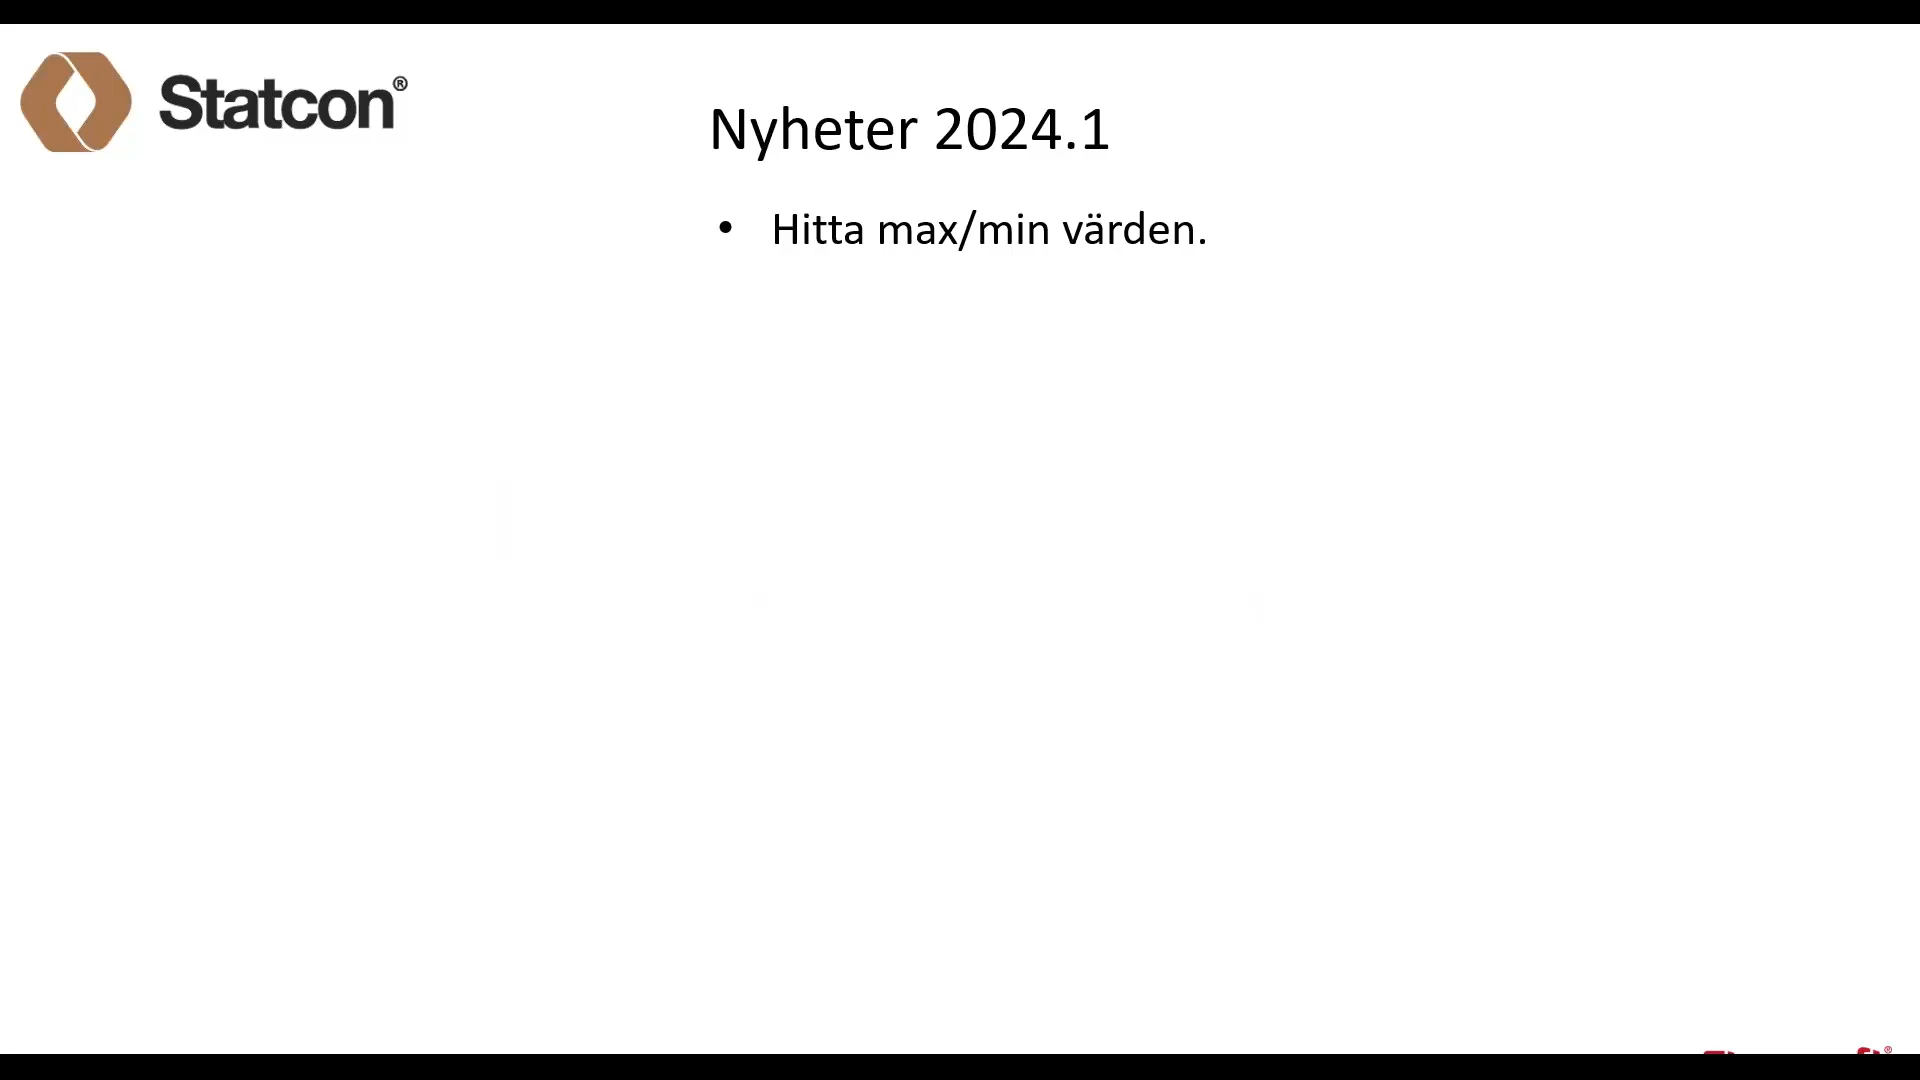 Statcon®
Nyheter 2024.1
• Hitta max/min värden.
®